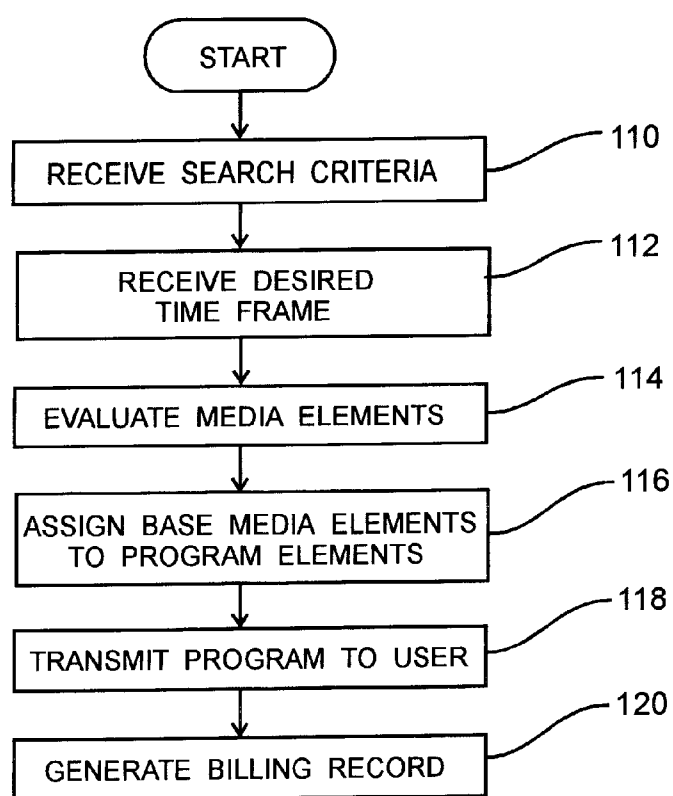 START
RECEIVE SEARCH CRITERIA
110
RECEIVE DESIRED
TIME FRAME
112
EVALUATE MEDIA ELEMENTS
114
ASSIGN BASE MEDIA ELEMENTS
TO PROGRAM ELEMENTS
116
TRANSMIT PROGRAM TO USER
118
GENERATE BILLING RECORD
120